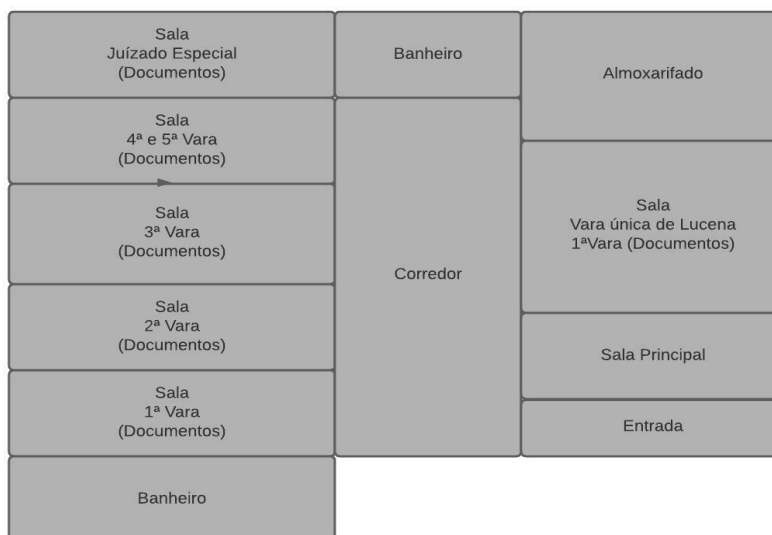 Sala
Juízado Especial
(Documentos)
Banheiro
Almoxarifado
Sala
4ª e 5ª Vara
(Documentos)
Sala
3ª Vara
(Documentos)
Corredor
Sala
Vara única de Lucena
1ªVara (Documentos)
Sala
2ª Vara
(Documentos)
Sala Principal
Sala
1ª Vara
(Documentos)
Entrada
Banheiro